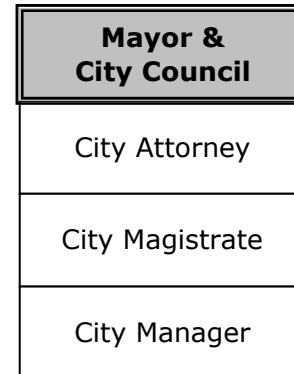 Mayor &
City Council
City Attorney
City Magistrate
City Manager